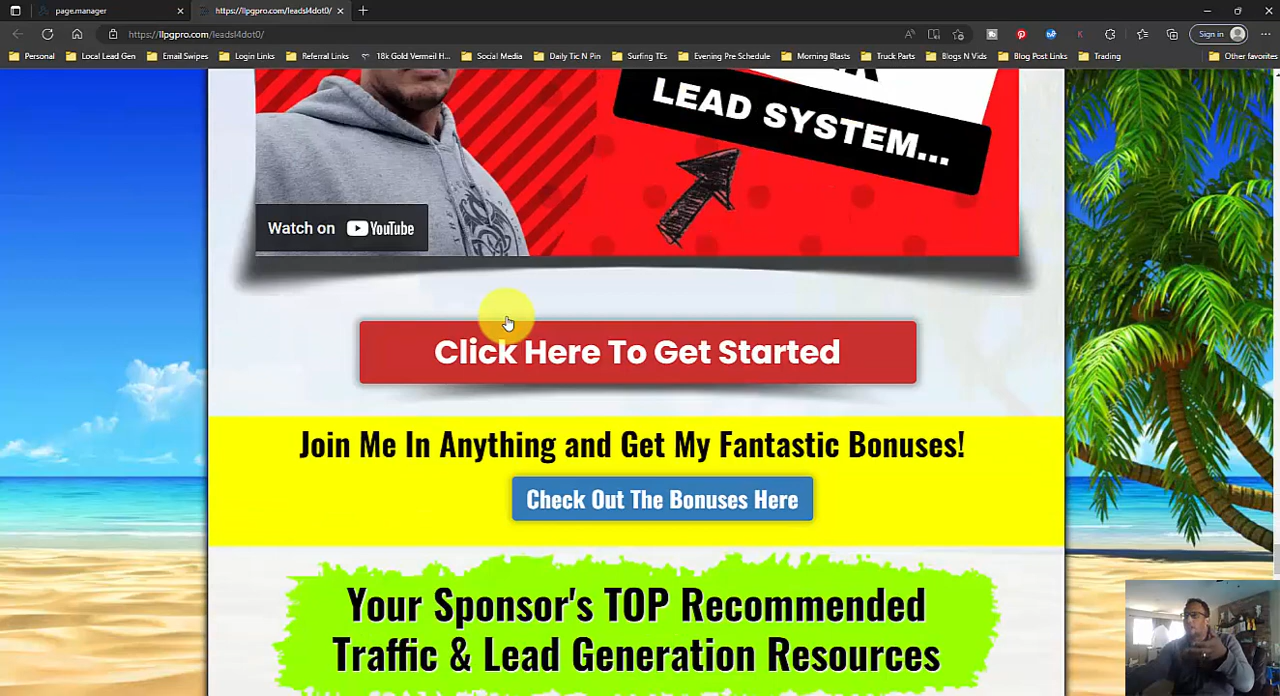 page.manager
https://llpgpro.com/leadsl4dot0/
https://llpgpro.com/leadsl4dot0/
Sign in
Personal
Local Lead Gen
Email Swipes
Login Links
Referral Links
18k Gold Vermeil H...
Social Media
Daily Tic N Pin
Surfing TEs
Evening Pre Schedule
Morning Blasts
Truck Parts
Blogs N Vids
Blog Post Links
Trading
Other favorites
LEAD SYSTEM...
Watch on YouTube
Click Here To Get Started
Join Me In Anything and Get My Fantastic Bonuses!
Check Out The Bonuses Here
Your Sponsor's TOP Recommended
Traffic & Lead Generation Resources